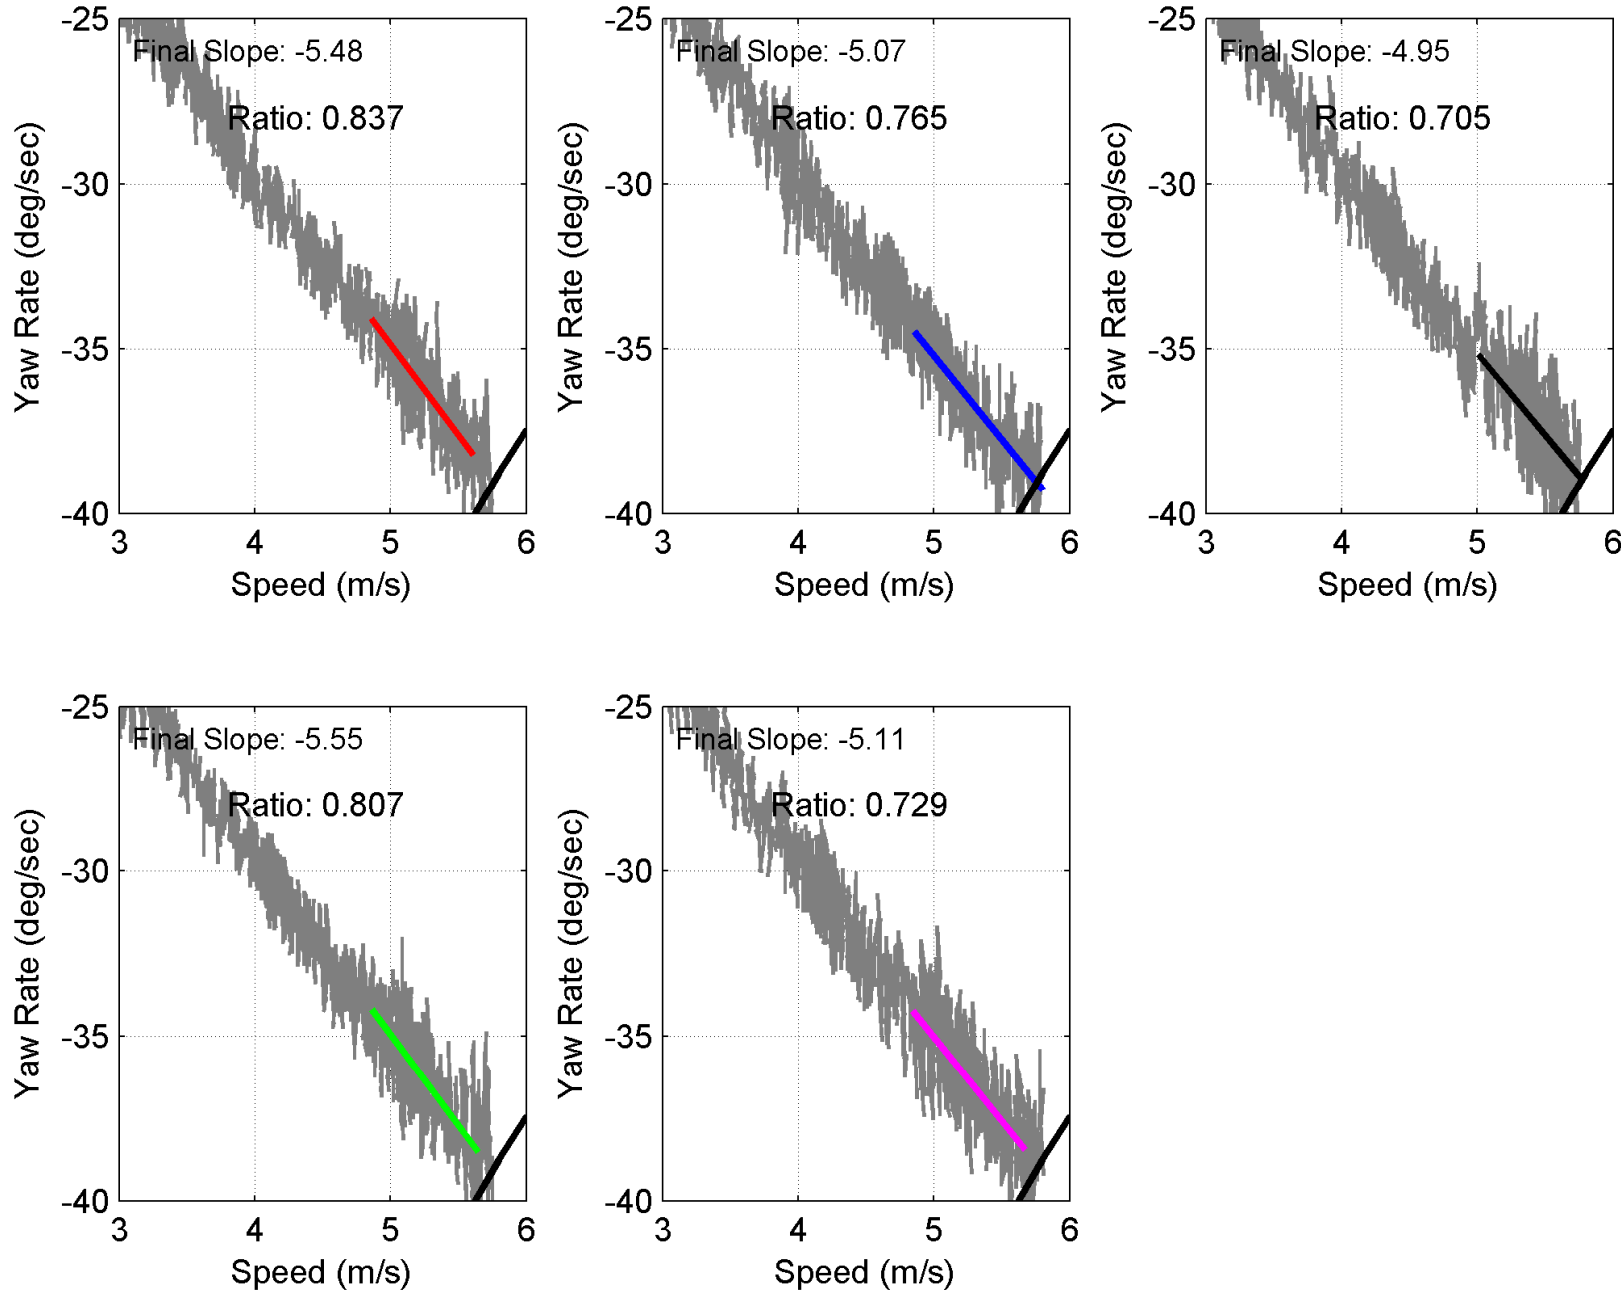 -25
Final Slope: -5.48
Ratio: 0.837
-30
-35
-40
3 4 5 6
Speed (m/s)
Yaw Rate (deg/sec)
-25
Final Slope: -5.07
Ratio: 0.765
-30
-35
-40
3 4 5 6
Speed (m/s)
Yaw Rate (deg/sec)
-25
Final Slope: -4.95
Ratio: 0.705
-30
-35
-40
3 4 5 6
Speed (m/s)
Yaw Rate (deg/sec)
-25
Final Slope: -5.55
Ratio: 0.807
-30
-35
-40
3 4 5 6
Speed (m/s)
Yaw Rate (deg/sec)
-25
Final Slope: -5.11
Ratio: 0.729
-30
-35
-40
3 4 5 6
Speed (m/s)
Yaw Rate (deg/sec)